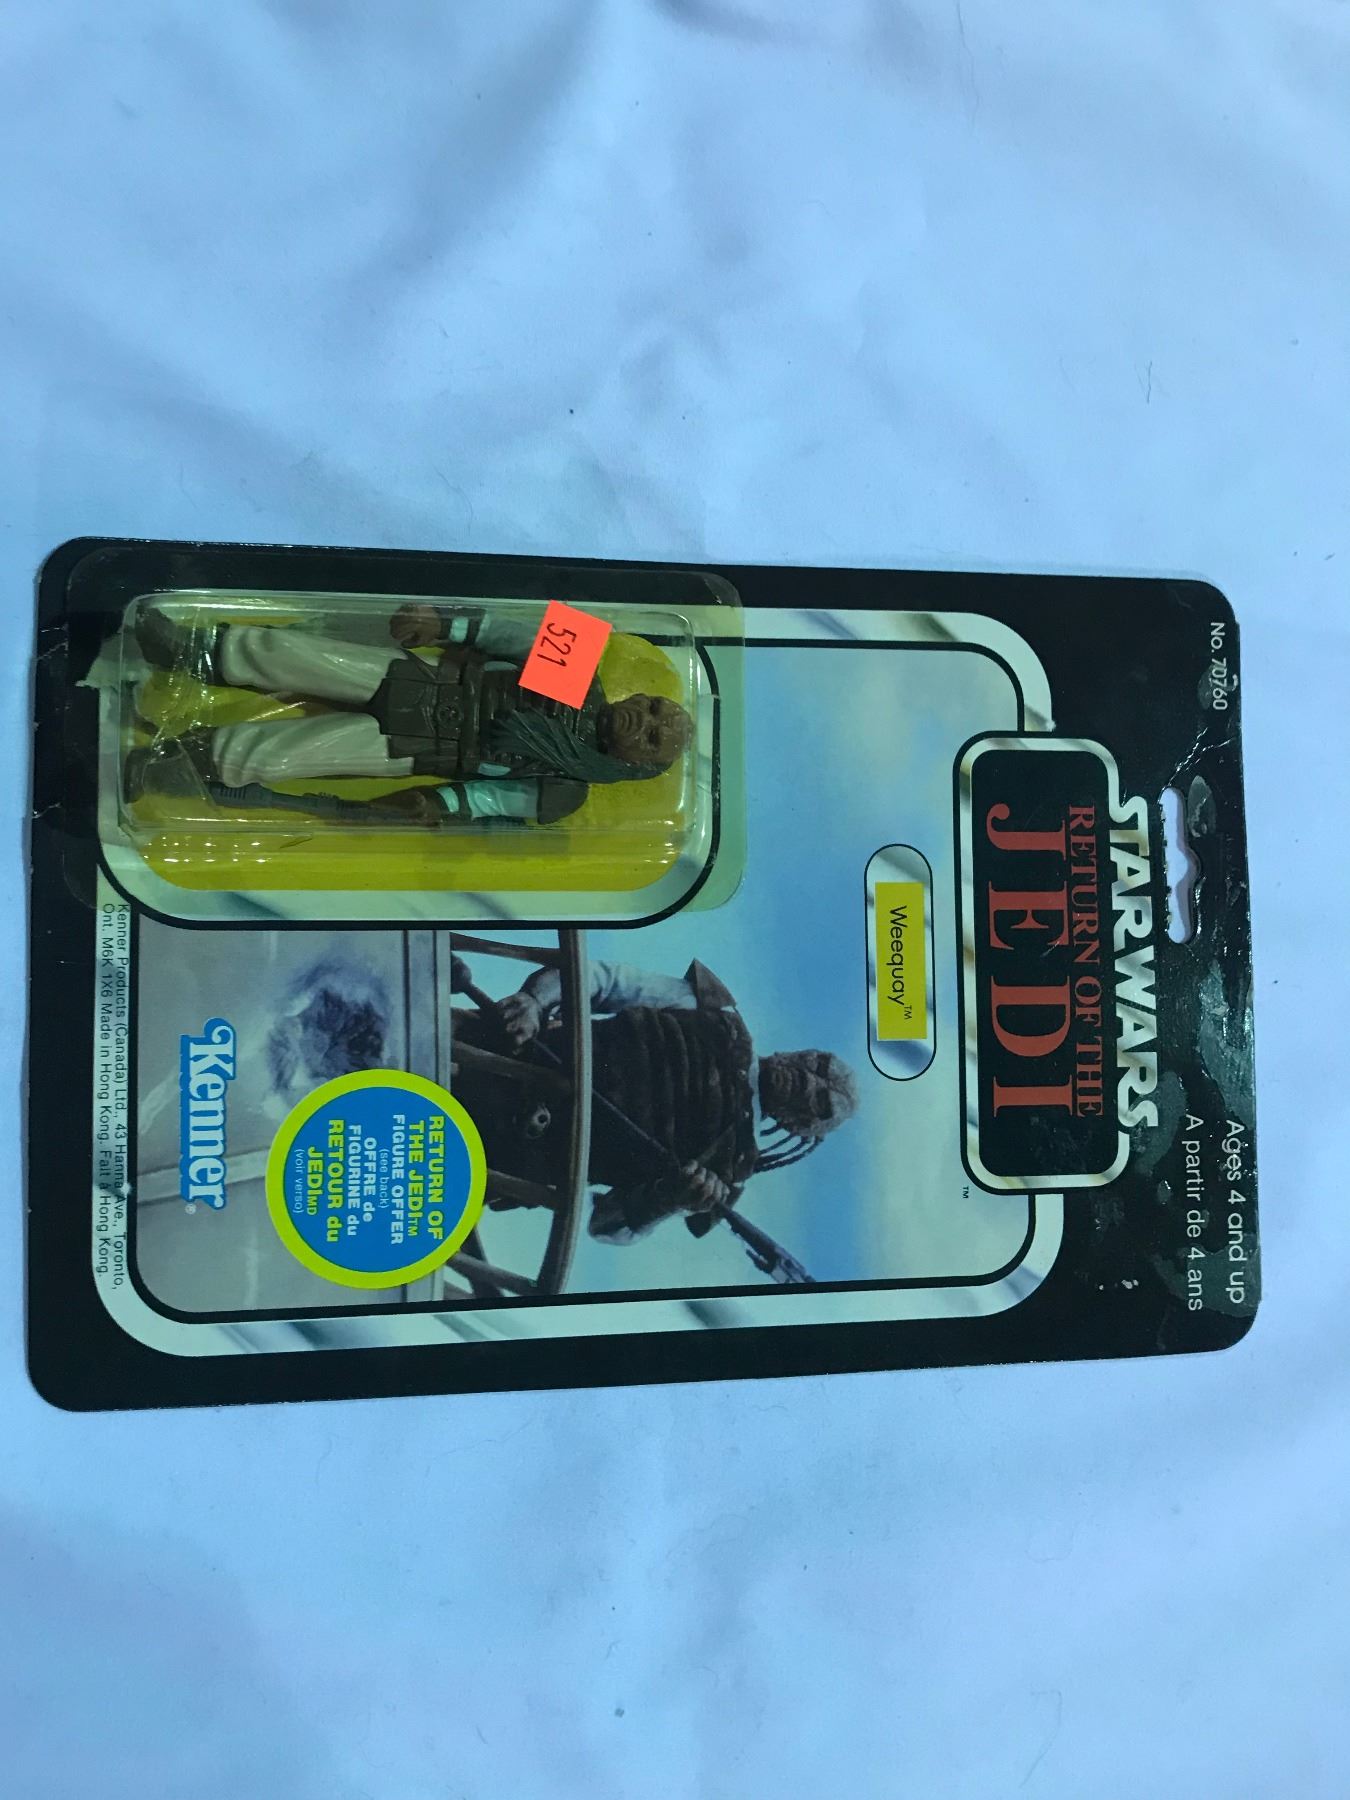 No. 70760
Ages 4 and up
A partir de 4 ans
STAR WARS
RETURN OF THE
JEDI
TM
Weequay™
521
RETURN OF
THE JEDI™
FIGURE OFFER
(see back)
OFFRE de
FIGURINE du
RETOUR du
JEDI MD
(voir verso)
Kenner®
Kenner Products (Canada) Ltd., 43 Hanna Ave., Toronto,
Ont. M6K 1X6 Made in Hong Kong. Fait à Hong Kong.